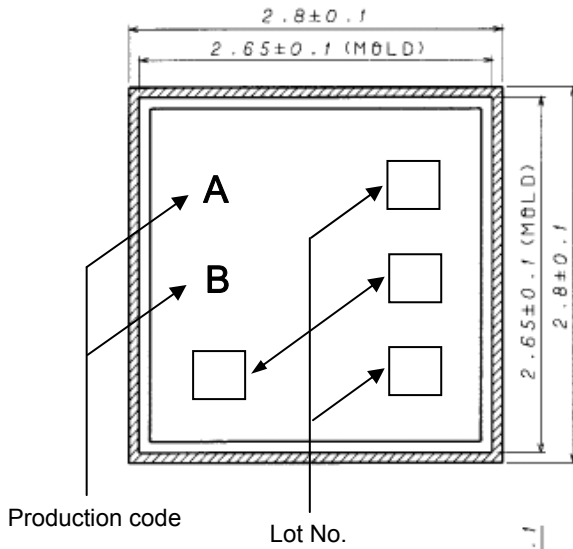 2.8±0.1
2.65±0.1 (MOLD)
A
B
2.65±0.1 (MOLD)
2.8±0.1
Production code
Lot No.